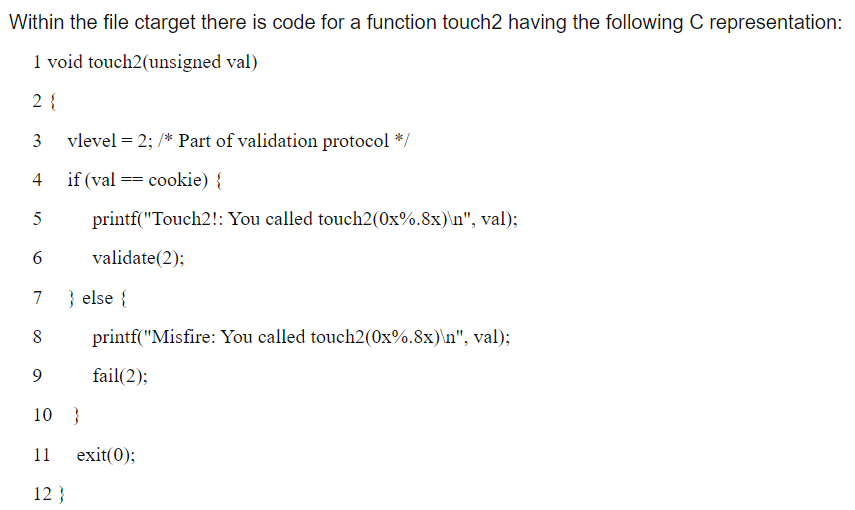 Within the file ctarget there is code for a function touch2 having the following C representation:
1 void touch2(unsigned val)
2 {
3 vlevel = 2; /* Part of validation protocol */
4 if (val == cookie) {
5 printf("Touch2!: You called touch2(0x%.8x)\n", val);
6 validate(2);
7 } else {
8 printf("Misfire: You called touch2(0x%.8x)\n", val);
9 fail(2);
10 }
11 exit(0);
12 }